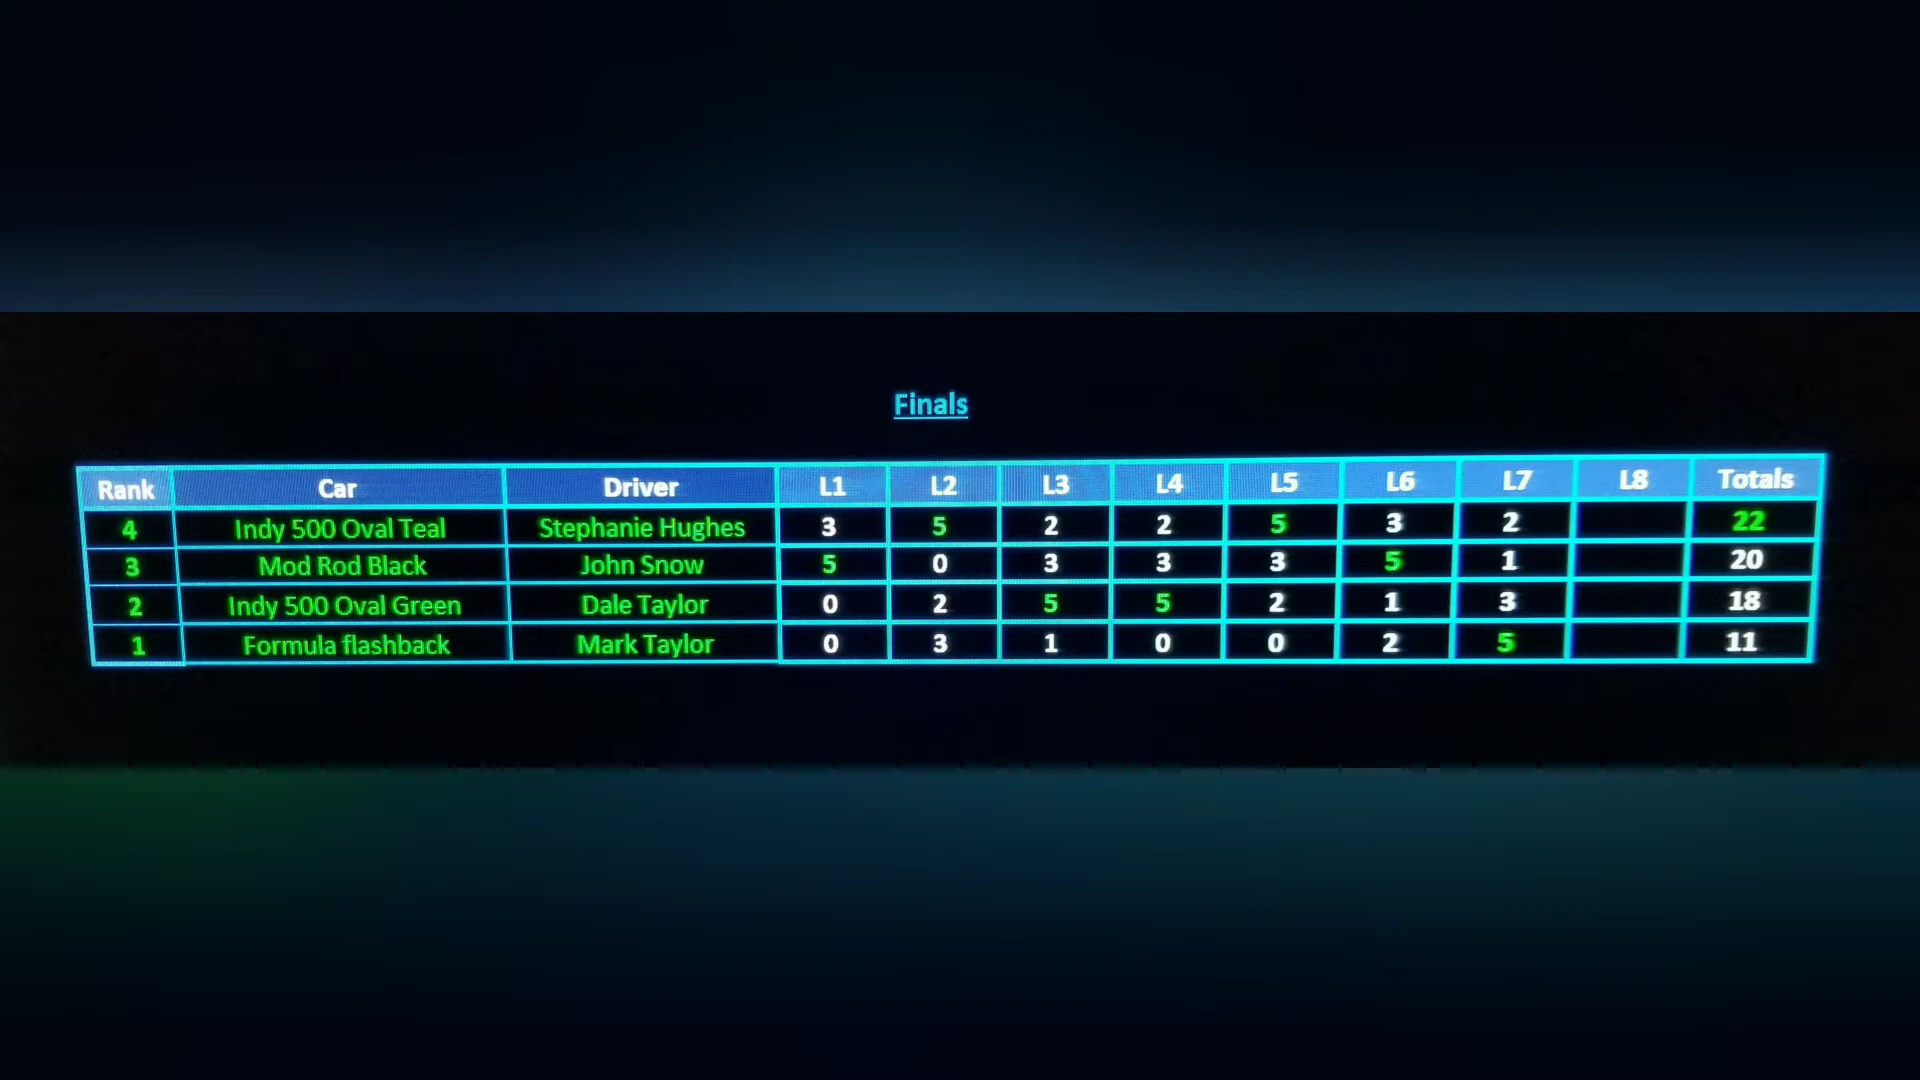 Finals
Rank Car Driver L1 L2 L3 L4 L5 L6 L7 L8 Totals
4 Indy 500 Oval Teal Stephanie Hughes 3 5 2 2 5 3 2 22
3 Mod Rod Black John Snow 5 0 3 3 3 5 1 20
2 Indy 500 Oval Green Dale Taylor 0 2 5 5 2 1 3 18
1 Formula flashback Mark Taylor 0 3 1 0 0 2 5 11